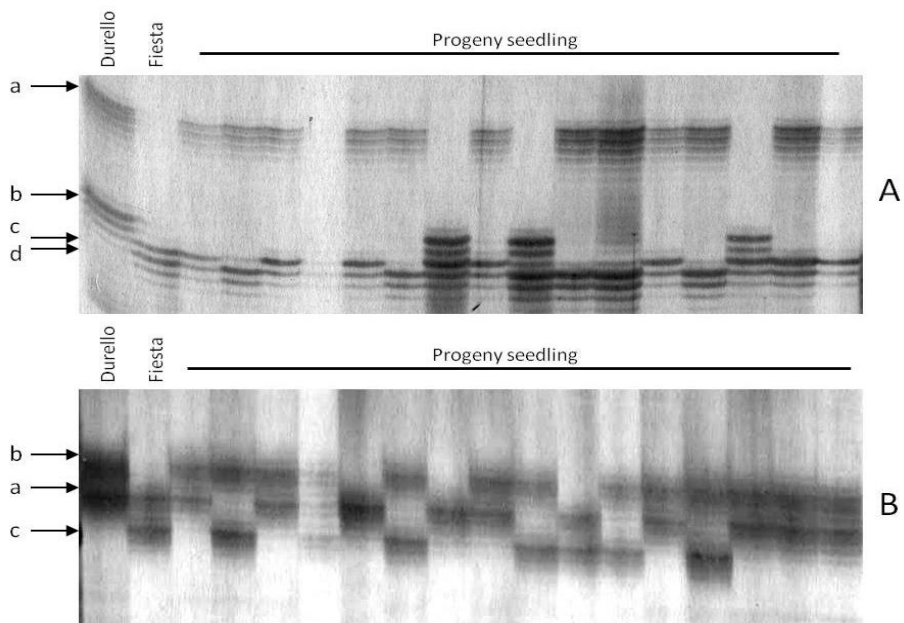 Durello
Fiesta
Progeny seedling
a
b
c
d
A
Durello
Fiesta
Progeny seedling
b
a
c
B